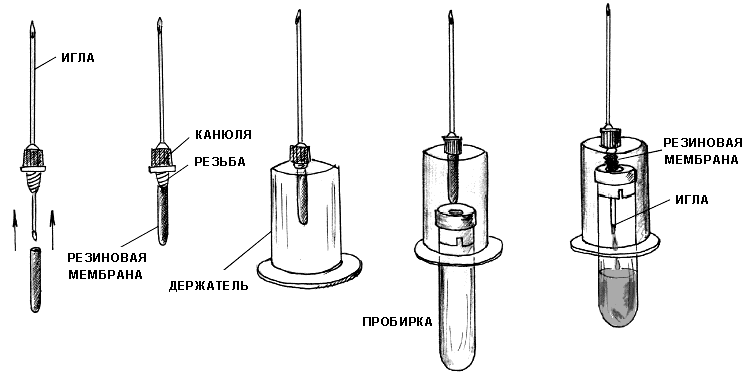 ИГЛА
КАНЮЛЯ
РЕЗЬБА
РЕЗИНОВАЯ
МЕМБРАНА
ДЕРЖАТЕЛЬ
ПРОБИРКА
РЕЗИНОВАЯ
МЕМБРАНА
ИГЛА